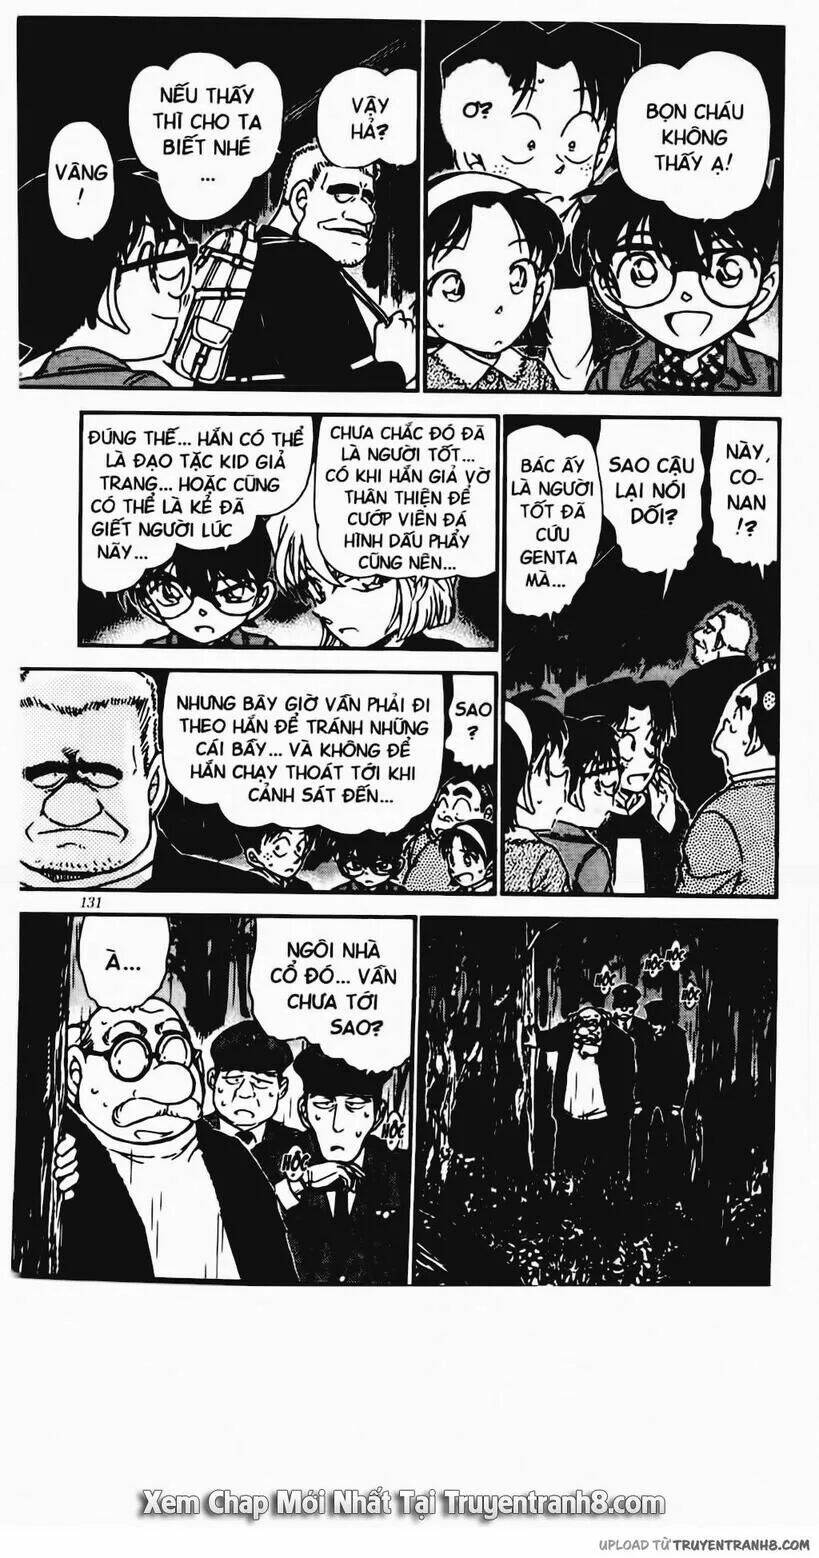 BỌN CHÁU
KHÔNG
THẤY Ạ!
Ơ?
VẬY
HẢ?
NẾU THẤY
THÌ CHO TA
BIẾT NHÉ
...
VÂNG
!
NÀY,
CO-
NAN
!?
SAO CẬU
LẠI NÓI
DỐI?
BÁC ẤY
LÀ NGƯỜI
TỐT ĐÃ
CỨU
GENTA
MÀ...
CHƯA CHẮC ĐÓ ĐÃ
LÀ NGƯỜI TỐT...
CÓ KHI HẮN GIẢ VỜ
THÂN THIỆN ĐỂ
CƯỚP VIÊN ĐÁ
HÌNH DẤU PHẨY
CŨNG NÊN...
ĐÚNG THẾ... HẮN CÓ THỂ
LÀ ĐẠO TẶC KID GIẢ
TRANG... HOẶC CŨNG
CÓ THỂ LÀ KẺ ĐÃ
GIẾT NGƯỜI LÚC
NÃY...
SAO
?
NHƯNG BÂY GIỜ VẪN PHẢI ĐI
THEO HẮN ĐỂ TRÁNH NHỮNG
CÁI BẪY... VÀ KHÔNG ĐỂ
HẮN CHẠY THOÁT TỚI KHI
CẢNH SÁT ĐẾN...
131
HỘC
HỘC
HỘC
HỘC
NGÔI NHÀ
CỔ ĐÓ... VẪN
CHƯA TỚI
SAO?
À...
HỘC
HỘC
Xem Chap Mới Nhất Tại Truyentranh8.com
UPLOAD TỪ TRUYENTRANH8.COM